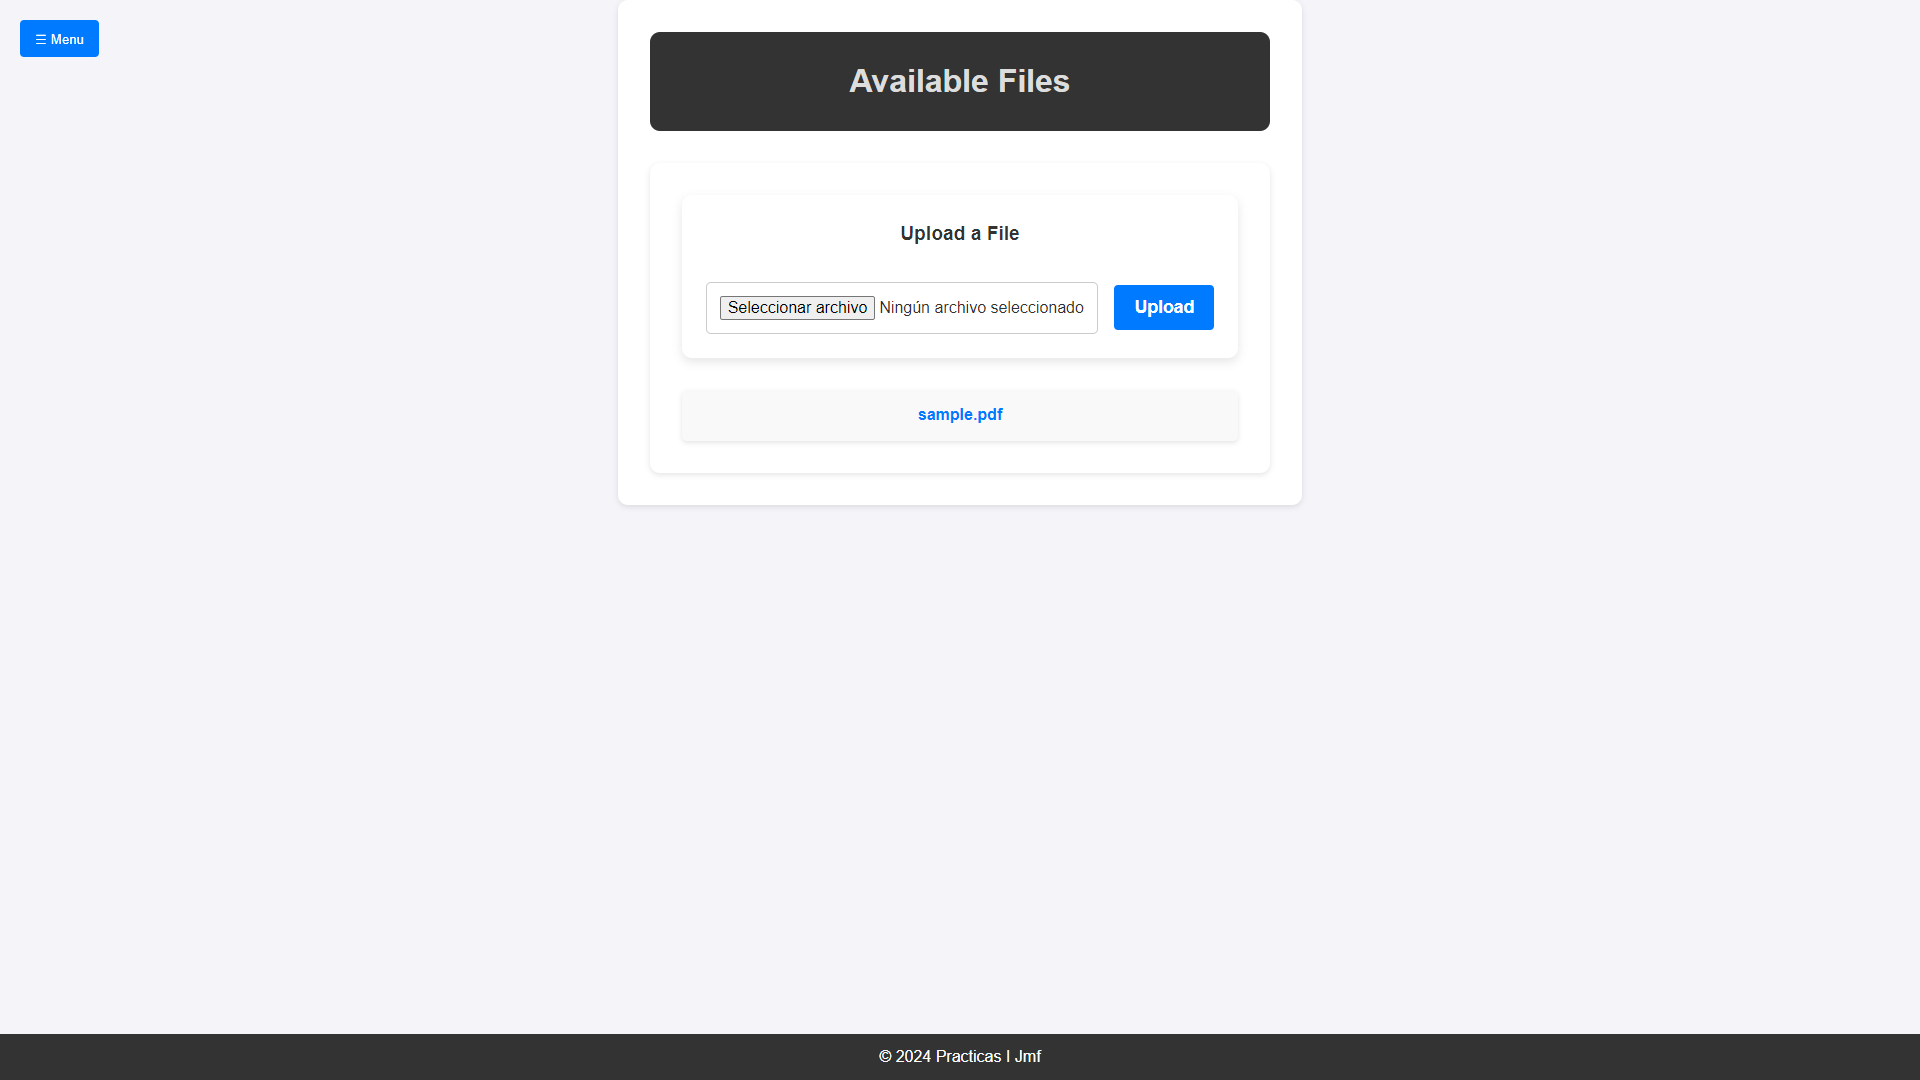 ☰ Menu
Available Files
Upload a File
Seleccionar archivo Ningún archivo seleccionado
Upload
sample.pdf
© 2024 Practicas I Jmf